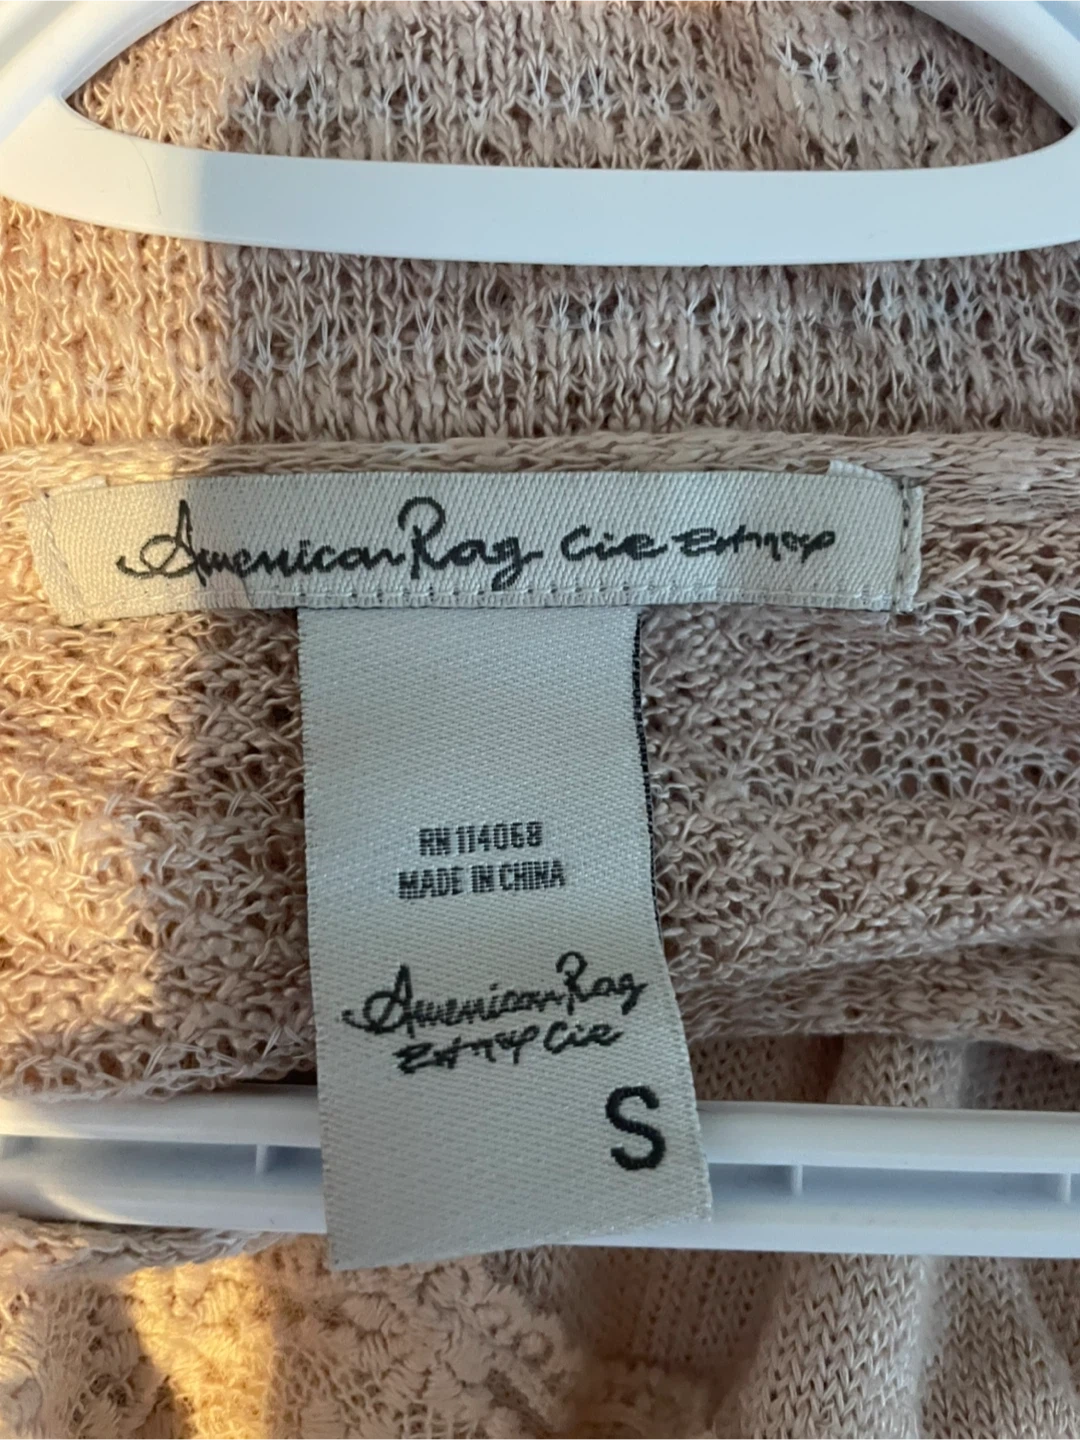 American Rag Cie
RN 114068
MADE IN CHINA
American Rag
Cie
S